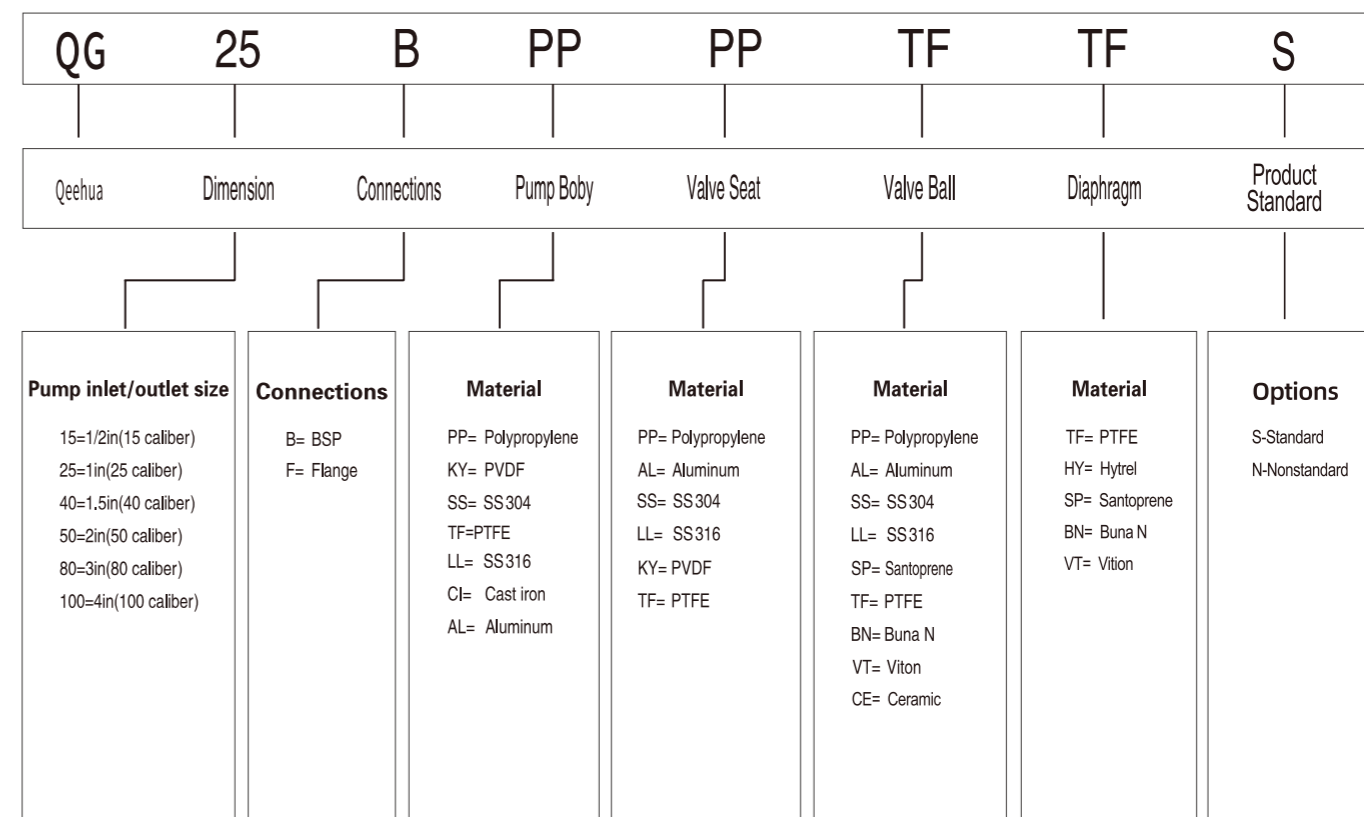 QG 25 B PP PP TF TF S
Qeehua Dimension Connections Pump Boby Valve Seat Valve Ball Diaphragm Product Standard
Pump inlet/outlet size
15=1/2in(15 caliber)
25=1in(25 caliber)
40=1.5in(40 caliber)
50=2in(50 caliber)
80=3in(80 caliber)
100=4in(100 caliber)
Connections
B= BSP
F= Flange
Material
PP= Polypropylene
KY= PVDF
SS= SS304
TF=PTFE
LL= SS316
CI= Cast iron
AL= Aluminum
Material
PP= Polypropylene
AL= Aluminum
SS= SS304
LL= SS316
KY= PVDF
TF= PTFE
Material
PP= Polypropylene
AL= Aluminum
SS= SS304
LL= SS316
SP= Santoprene
TF= PTFE
BN= Buna N
VT= Viton
CE= Ceramic
Material
TF= PTFE
HY= Hytrel
SP= Santoprene
BN= Buna N
VT= Vition
Options
S-Standard
N-Nonstandard